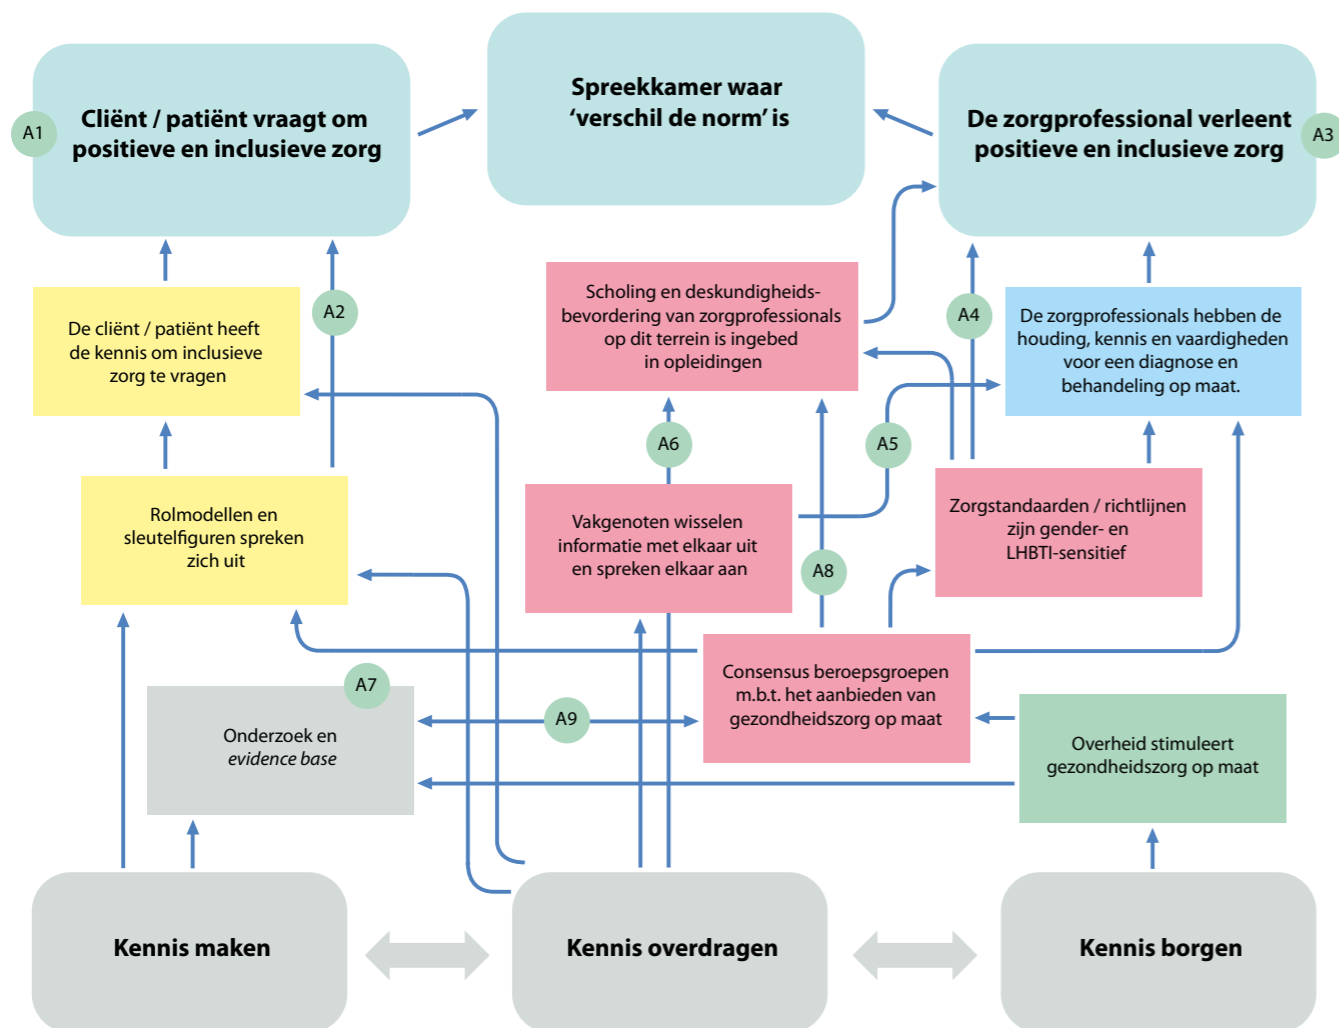 Spreekkamer waar
'verschil de norm' is
A1
Cliënt / patiënt vraagt om
positieve en inclusieve zorg
De zorgprofessional verleent
positieve en inclusieve zorg
A3
A2
De cliënt / patiënt heeft
de kennis om inclusieve
zorg te vragen
Scholing en deskundigheids-
bevordering van zorgprofessionals
op dit terrein is ingebed
in opleidingen
A4
De zorgprofessionals hebben de
houding, kennis en vaardigheden
voor een diagnose en
behandeling op maat.
A6
A5
Rolmodellen en
sleutelfiguren spreken
zich uit
Vakgenoten wisselen
informatie met elkaar uit
en spreken elkaar aan
A8
Zorgstandaarden / richtlijnen
zijn gender- en
LHBTI-sensitief
A7
Onderzoek en
evidence base
A9
Consensus beroepsgroepen
m.b.t. het aanbieden van
gezondheidszorg op maat
Overheid stimuleert
gezondheidszorg op maat
Kennis maken
Kennis overdragen
Kennis borgen